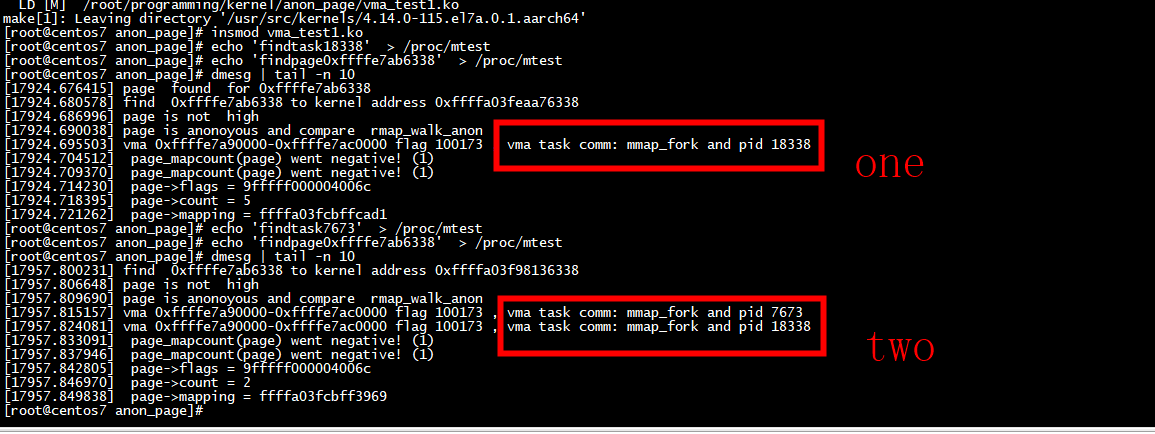 LD [M]  /root/programming/kernel/anon_page/vma_test1.ko
make[1]: Leaving directory '/usr/src/kernels/4.14.0-115.el7a.0.1.aarch64'
[root@centos7 anon_page]# insmod vma_test1.ko
[root@centos7 anon_page]# echo 'findtask18338'  > /proc/mtest
[root@centos7 anon_page]# echo 'findpage0xffffe7ab6338'  > /proc/mtest
[root@centos7 anon_page]# dmesg | tail -n 10
[17924.676415] page  found  for 0xffffe7ab6338
[17924.680578] find  0xffffe7ab6338 to kernel address 0xffffa03feaa76338
[17924.686996] page is not  high
[17924.690038] page is anonoyous and compare  rmap_walk_anon
[17924.695503] vma 0xffffe7a90000-0xffffe7ac0000 flag 100173   vma task comm: mmap_fork and pid 18338
one
[17924.704512]  page_mapcount(page) went negative! (1)
[17924.709370]  page_mapcount(page) went negative! (1)
[17924.714230]  page->flags = 9fffff000004006c
[17924.718395]  page->count = 5
[17924.721262]  page->mapping = ffffa03fcbffcad1
[root@centos7 anon_page]# echo 'findtask7673'  > /proc/mtest
[root@centos7 anon_page]# echo 'findpage0xffffe7ab6338'  > /proc/mtest
[root@centos7 anon_page]# dmesg | tail -n 10
[17957.800231] find  0xffffe7ab6338 to kernel address 0xffffa03f98136338
[17957.806648] page is not  high
[17957.809690] page is anonoyous and compare  rmap_walk_anon
[17957.815157] vma 0xffffe7a90000-0xffffe7ac0000 flag 100173 , vma task comm: mmap_fork and pid 7673
[17957.824081] vma 0xffffe7a90000-0xffffe7ac0000 flag 100173 , vma task comm: mmap_fork and pid 18338
two
[17957.833091]  page_mapcount(page) went negative! (1)
[17957.837946]  page_mapcount(page) went negative! (1)
[17957.842805]  page->flags = 9fffff000004006c
[17957.846970]  page->count = 2
[17957.849838]  page->mapping = ffffa03fcbff3969
[root@centos7 anon_page]#